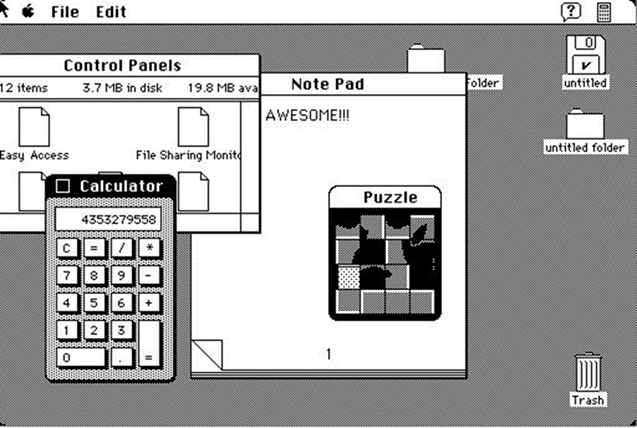 File Edit
Control Panels
12 items 3.7 MB in disk 19.8 MB ava
Easy Access File Sharing Monito
Note Pad
AWESOME!!!
1
Calculator
4353279558
C = / *
7 8 9 -
4 5 6 +
1 2 3
0 . =
Puzzle
Folder
untitled
untitled folder
Trash